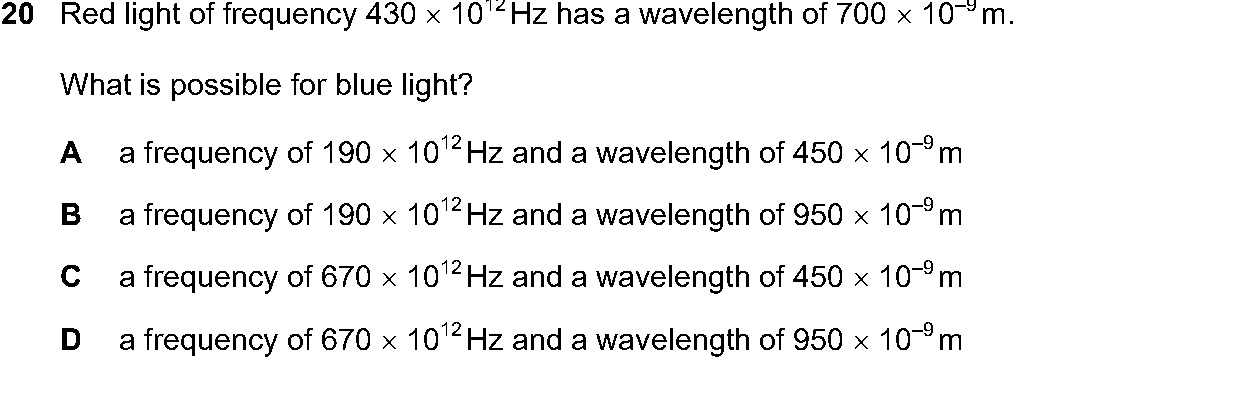 20 Red light of frequency 430 × 10¹² Hz has a wavelength of 700 × 10⁻⁹ m.
What is possible for blue light?
A a frequency of 190 × 10¹² Hz and a wavelength of 450 × 10⁻⁹ m
B a frequency of 190 × 10¹² Hz and a wavelength of 950 × 10⁻⁹ m
C a frequency of 670 × 10¹² Hz and a wavelength of 450 × 10⁻⁹ m
D a frequency of 670 × 10¹² Hz and a wavelength of 950 × 10⁻⁹ m